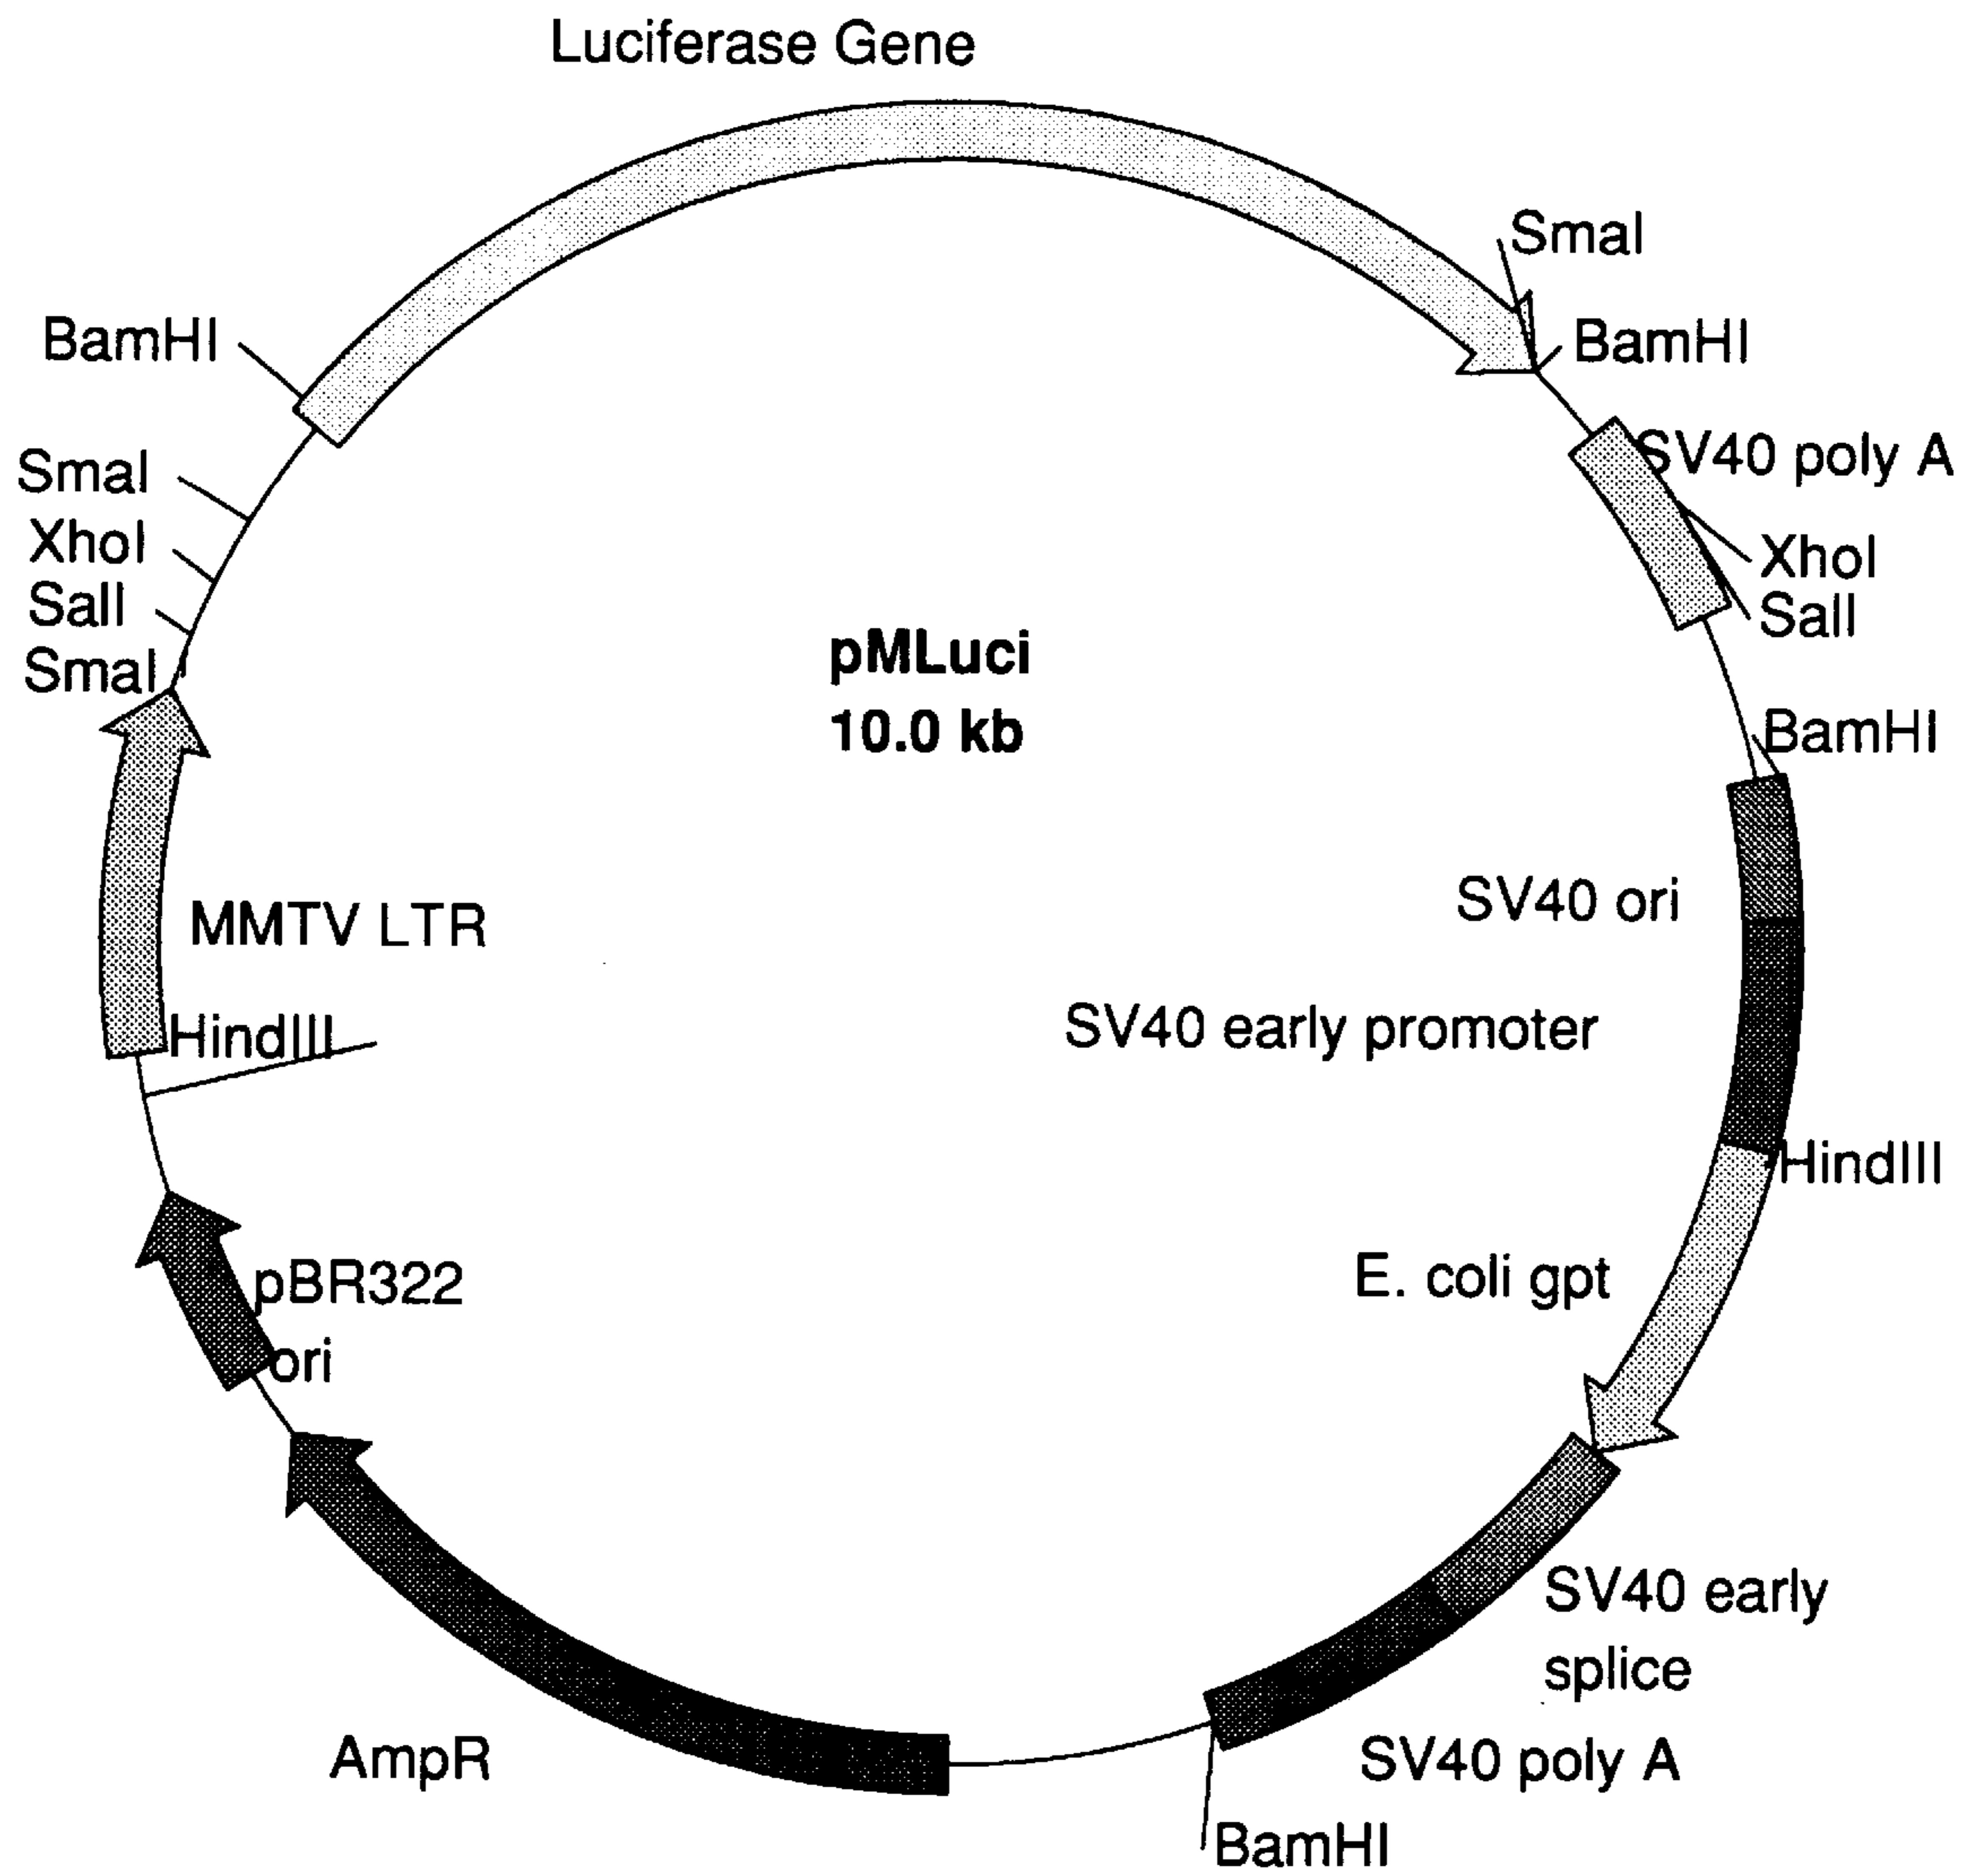 Luciferase Gene
SmaI
BamHI
BamHI
SV40 poly A
SmaI
XhoI
XhoI
SalI
SalI
pMLuci
SmaI
10.0 kb
BamHI
SV40 ori
MMTV LTR
SV40 early promoter
HindIII
HindIII
E. coli gpt
pBR322
ori
SV40 early
splice
AmpR
SV40 poly A
BamHI